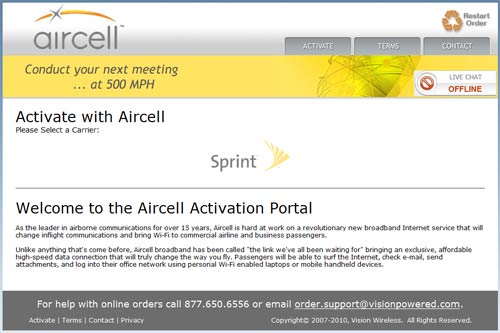 aircell™
Restart
Order
ACTIVATE
TERMS
CONTACT
Conduct your next meeting
... at 500 MPH
LIVE CHAT
OFFLINE
Activate with Aircell
Please Select a Carrier:
Sprint
Welcome to the Aircell Activation Portal
As the leader in airborne communications for over 15 years, Aircell is hard at work on a revolutionary new broadband Internet service that will
change inflight communications and bring Wi-Fi to commercial airline and business passengers.
Unlike anything that's come before, Aircell broadband has been called "the link we've all been waiting for" bringing an exclusive, affordable
high-speed data connection that will truly change the way you fly. Passengers will be able to surf the Internet, check e-mail, send
attachments, and log into their office network using personal Wi-Fi enabled laptops or mobile handheld devices.
For help with online orders call 877.650.6556 or email order.support@visionpowered.com.
Activate | Terms | Contact | Privacy
Copyright© 2007-2010, Vision Wireless. All Rights Reserved.